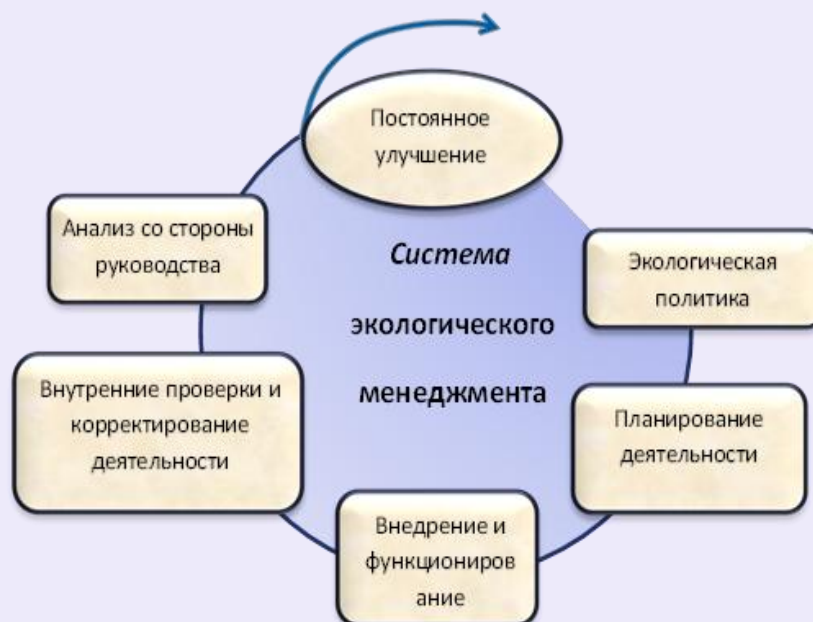 Постоянное
улучшение
Анализ со стороны
руководства
Система
экологического
менеджмента
Экологическая
политика
Внутренние проверки и
корректирование
деятельности
Планирование
деятельности
Внедрение и
функциониров
ание